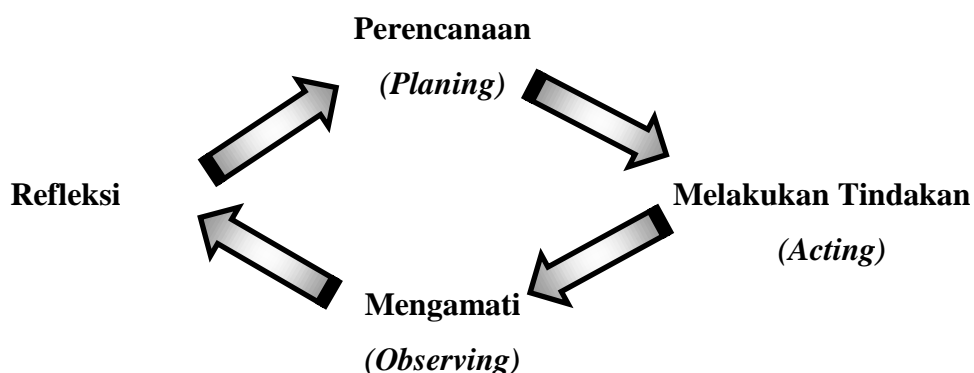 Perencanaan
(Planing)
Refleksi
Melakukan Tindakan
(Acting)
Mengamati
(Observing)